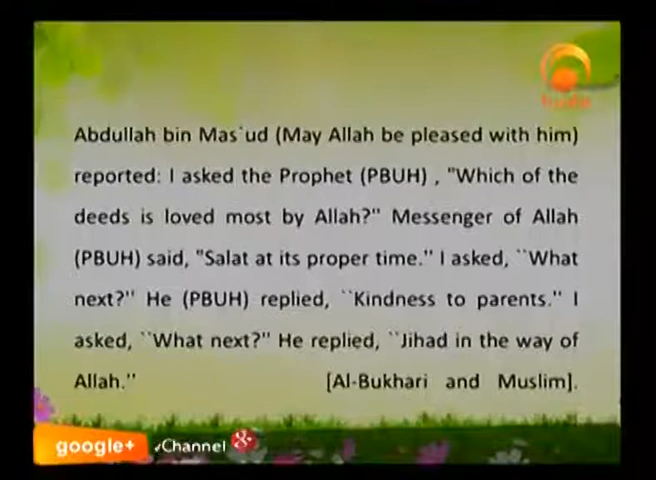 huda
Abdullah bin Mas`ud (May Allah be pleased with him)
reported: I asked the Prophet (PBUH) , "Which of the
deeds is loved most by Allah?" Messenger of Allah
(PBUH) said, "Salat at its proper time." I asked, ``What
next?" He (PBUH) replied, ``Kindness to parents." I
asked, ``What next?" He replied, ``Jihad in the way of
Allah." [Al-Bukhari and Muslim].
google+ Channel g+